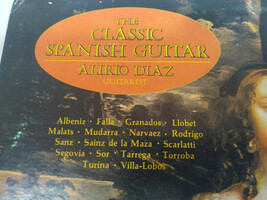 THE
CLASSIC
SPANISH GUITAR
ALIRIO DIAZ
GUITARIST
Albeniz · Falla · Granados · Llobet
Malats · Mudarra · Narvaez · Rodrigo
Sanz · Sainz de la Maza · Scarlatti
Segovia · Sor · Tarrega · Torroba
Turina · Villa-Lobos